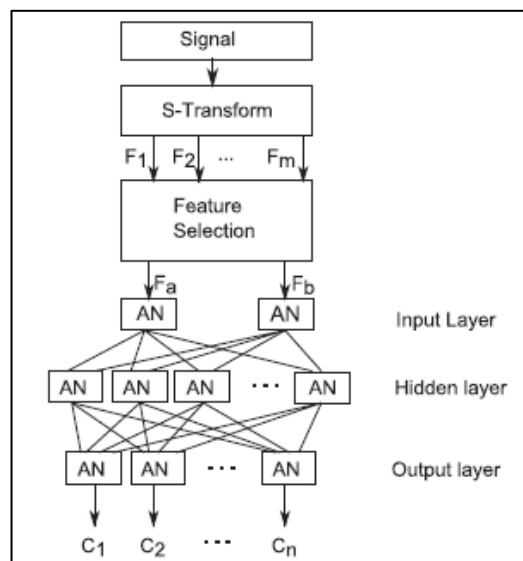 Signal
S-Transform
F1 F2 ... Fm
Feature
Selection
Fa Fb
AN AN Input Layer
AN AN AN ... AN Hidden layer
AN AN ... AN Output layer
C1 C2 ... Cn